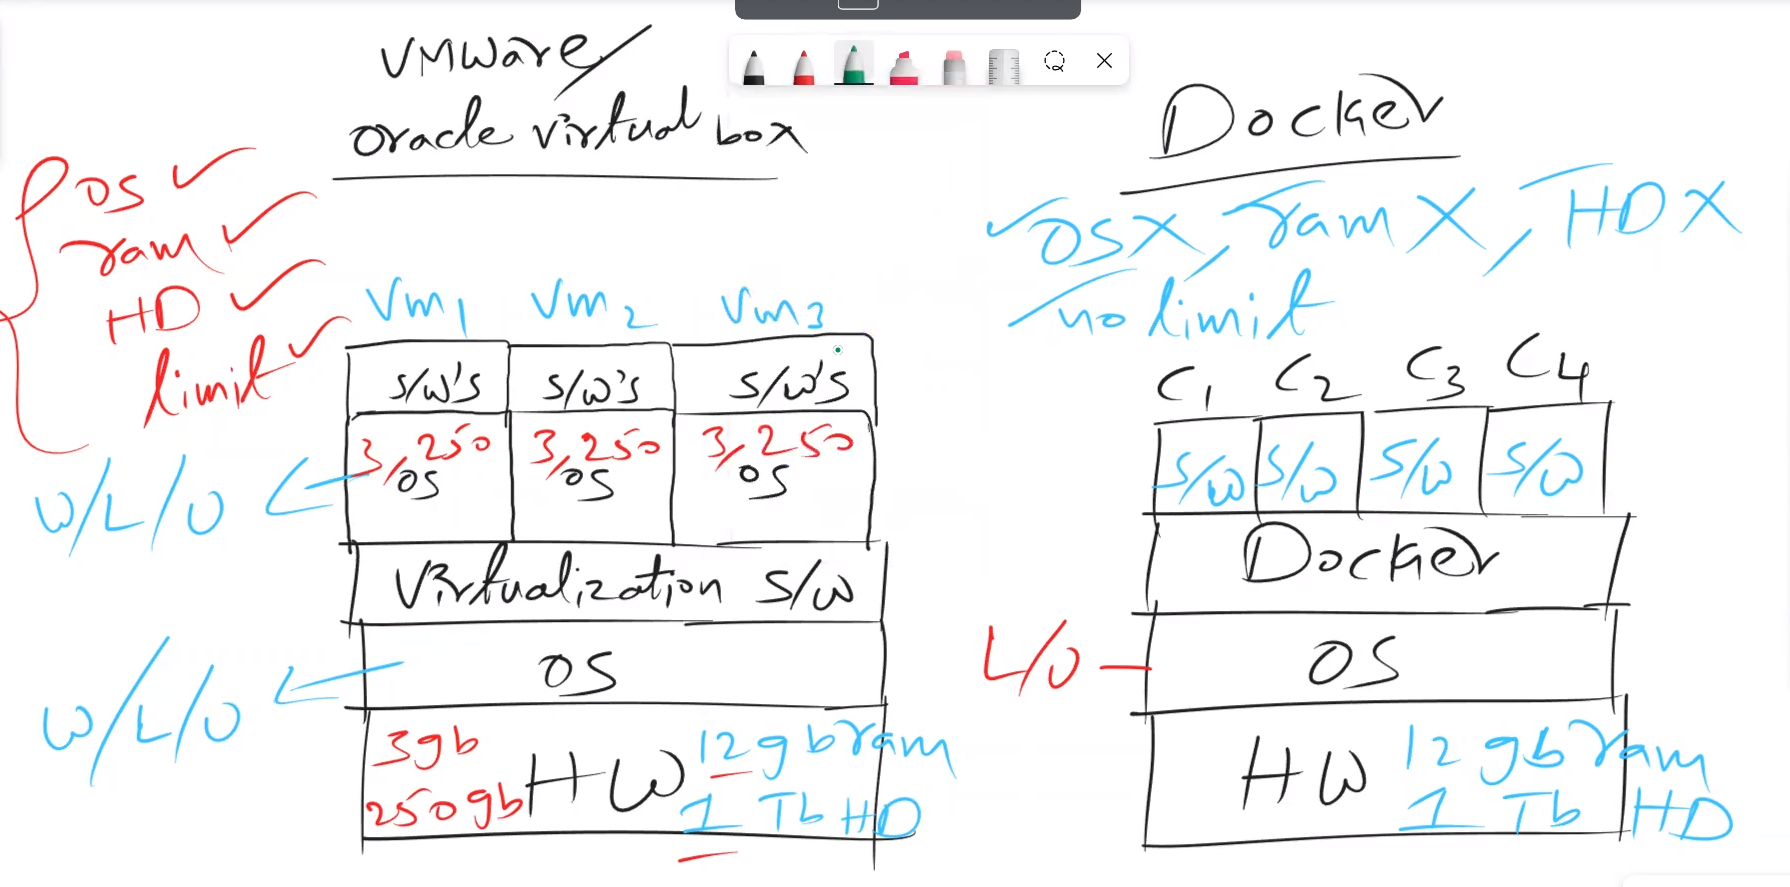 VMware/
oracle virtual box
OS ✓
ram ✓
HD ✓
limit ✓
Vm1 Vm2 Vm3
S/W'S S/W'S S/W'S
3,250 3,250 3,250
OS OS OS
W/L/U
Virtualization S/W
W/L/U
OS
3gb
250gb
HW
12gb ram
1 Tb HD
Docker
✓OS X, ram X, HD X
no limit
C1 C2 C3 C4
S/W S/W S/W S/W
Docker
L/U
OS
HW
12 gb ram
1 Tb HD